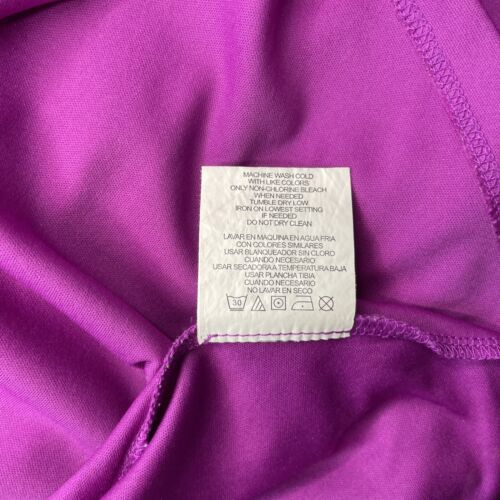 MACHINE WASH COLD
WITH LIKE COLORS
ONLY NON-CHLORINE BLEACH
WHEN NEEDED
TUMBLE DRY LOW
IRON ON LOWEST SETTING
IF NEEDED
DO NOT DRY CLEAN
LAVAR EN MAQUINA EN AGUA FRIA
CON COLORES SIMILARES
USAR BLANQUEADOR SIN CLORO
CUANDO NECESARIO
USAR SECADORA A TEMPERATURA BAJA
USAR PLANCHA TIBIA
CUANDO NECESARIO
NO LAVAR EN SECO
30